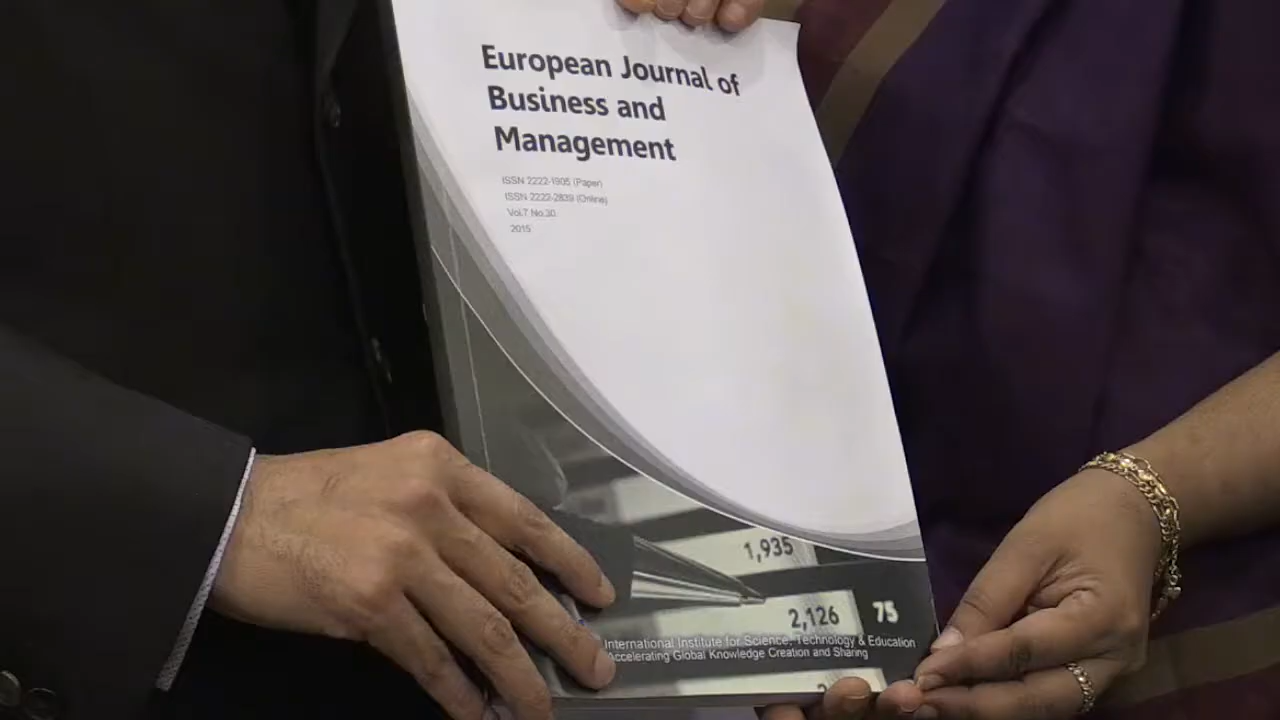 European Journal of
Business and
Management
ISSN 2222-1905 (Paper)
ISSN 2222-2839 (Online)
Vol.7 No.30
2015
1,935
2,126 75
International Institute for Science, Technology & Education
Accelerating Global Knowledge Creation and Sharing